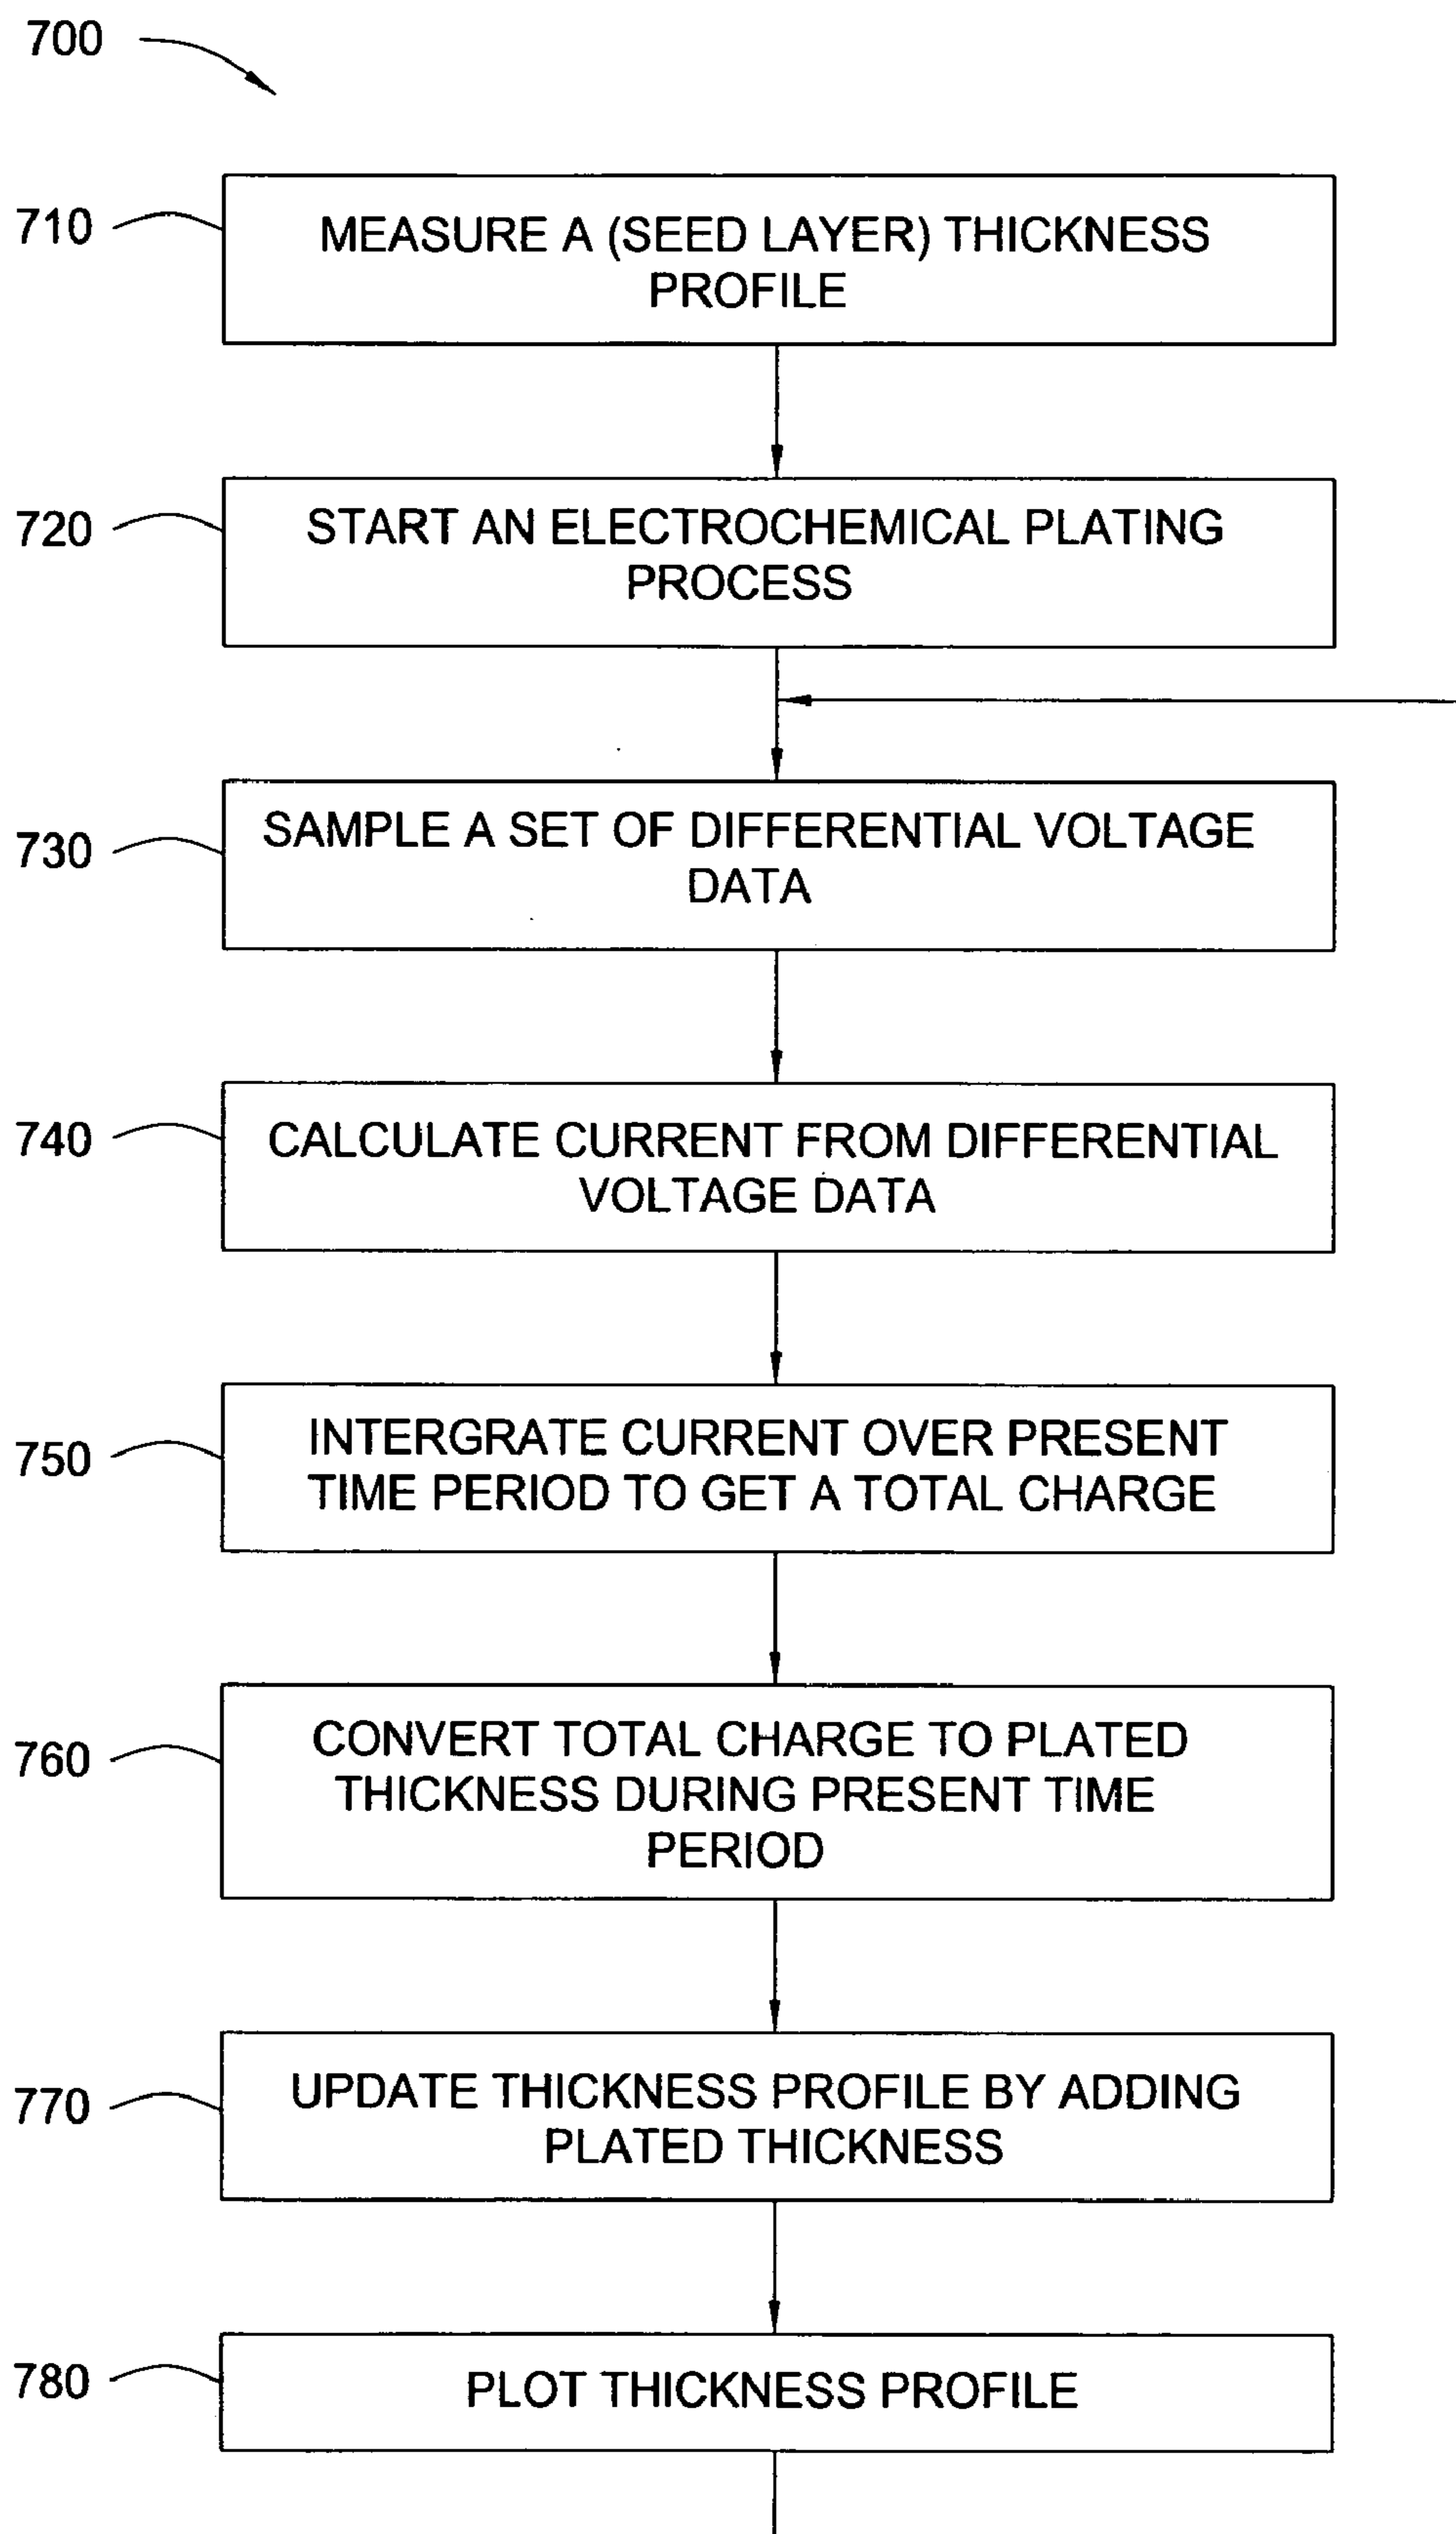 700
710
MEASURE A (SEED LAYER) THICKNESS
PROFILE
720
START AN ELECTROCHEMICAL PLATING
PROCESS
730
SAMPLE A SET OF DIFFERENTIAL VOLTAGE
DATA
740
CALCULATE CURRENT FROM DIFFERENTIAL
VOLTAGE DATA
750
INTERGRATE CURRENT OVER PRESENT
TIME PERIOD TO GET A TOTAL CHARGE
760
CONVERT TOTAL CHARGE TO PLATED
THICKNESS DURING PRESENT TIME
PERIOD
770
UPDATE THICKNESS PROFILE BY ADDING
PLATED THICKNESS
780
PLOT THICKNESS PROFILE